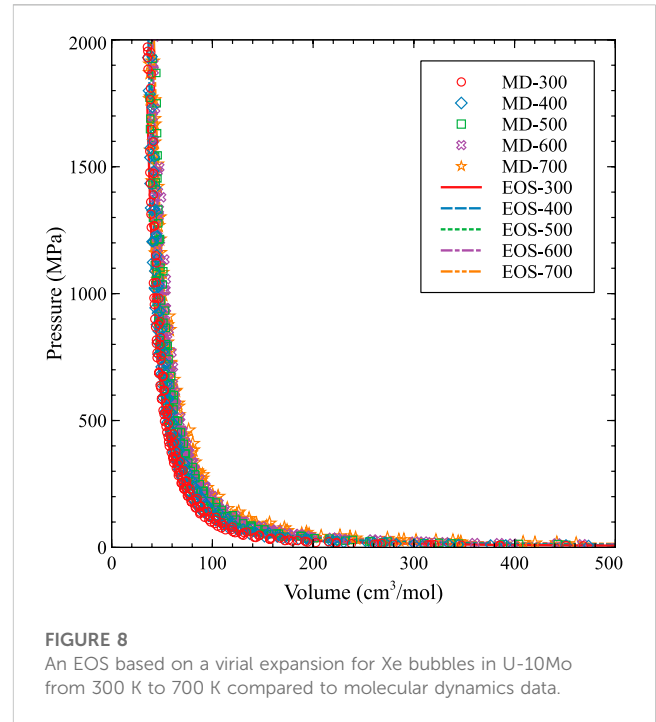 2000
1500
1000
500
0
Pressure (MPa)
MD-300
MD-400
MD-500
MD-600
MD-700
EOS-300
EOS-400
EOS-500
EOS-600
EOS-700
0 100 200 300 400 500
Volume (cm³/mol)
FIGURE 8
An EOS based on a virial expansion for Xe bubbles in U-10Mo
from 300 K to 700 K compared to molecular dynamics data.